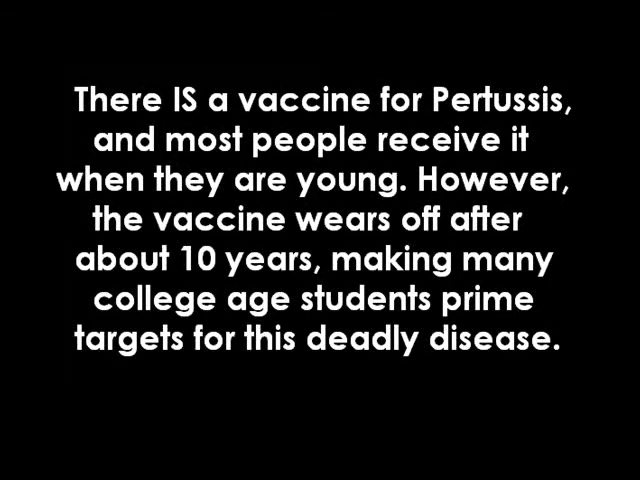 There IS a vaccine for Pertussis,
and most people receive it
when they are young. However,
the vaccine wears off after
about 10 years, making many
college age students prime
targets for this deadly disease.